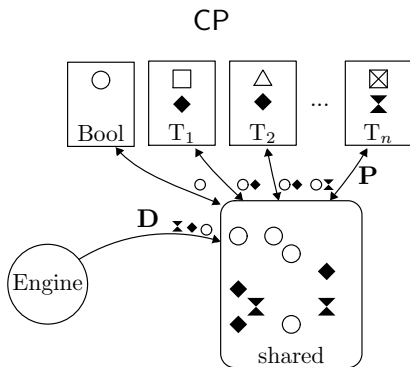 CP
Bool T₁ T₂ ... Tₙ
P
D
Engine
shared